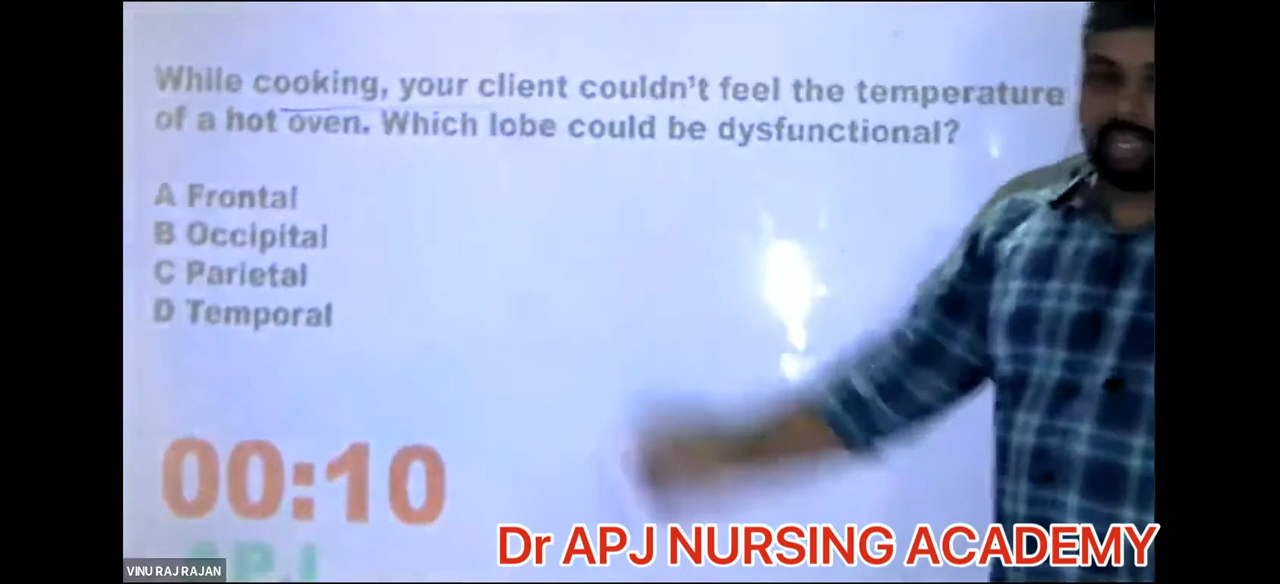 While cooking, your client couldn't feel the temperature
of a hot oven. Which lobe could be dysfunctional?
A Frontal
B Occipital
C Parietal
D Temporal
00:10
APJ
Dr APJ NURSING ACADEMY
VINU RAJ RAJAN